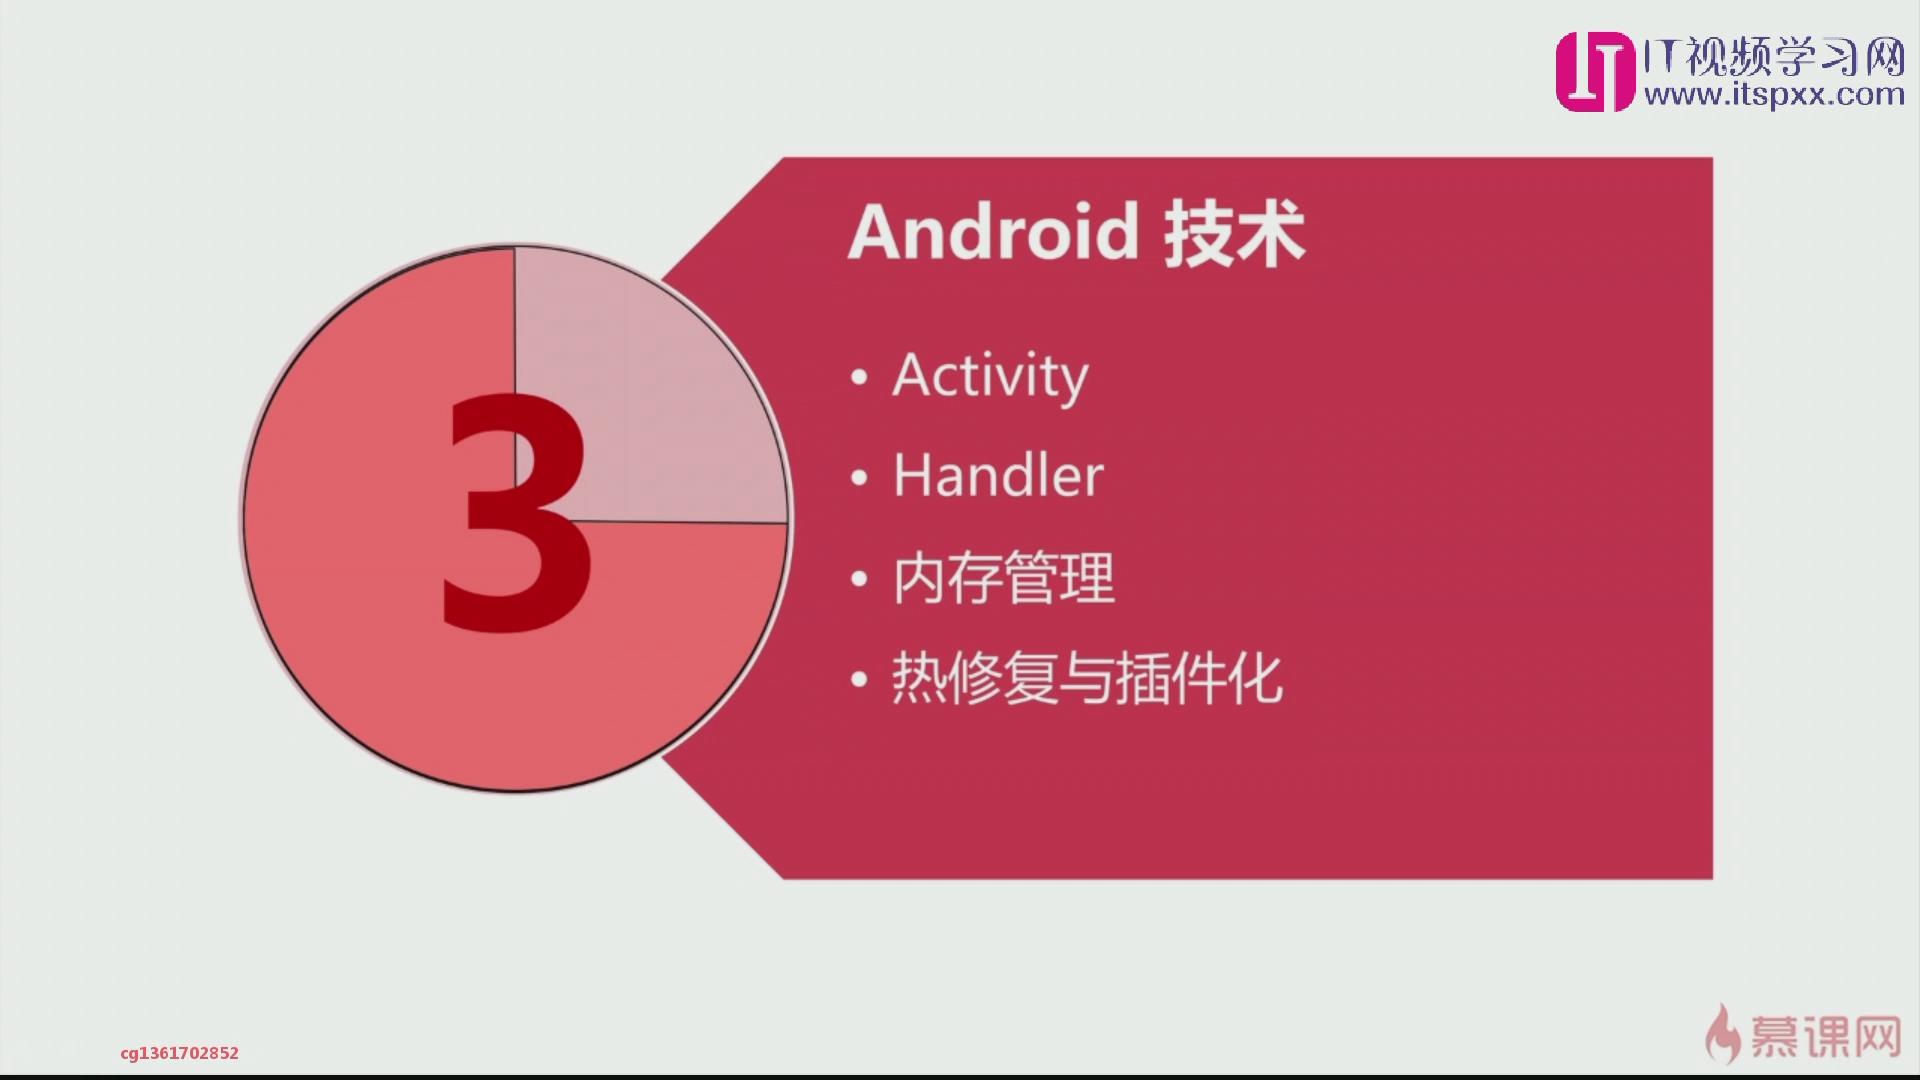 IT视频学习网
www.itspxx.com
Android 技术
3
• Activity
• Handler
• 内存管理
• 热修复与插件化
cg1361702852
慕课网